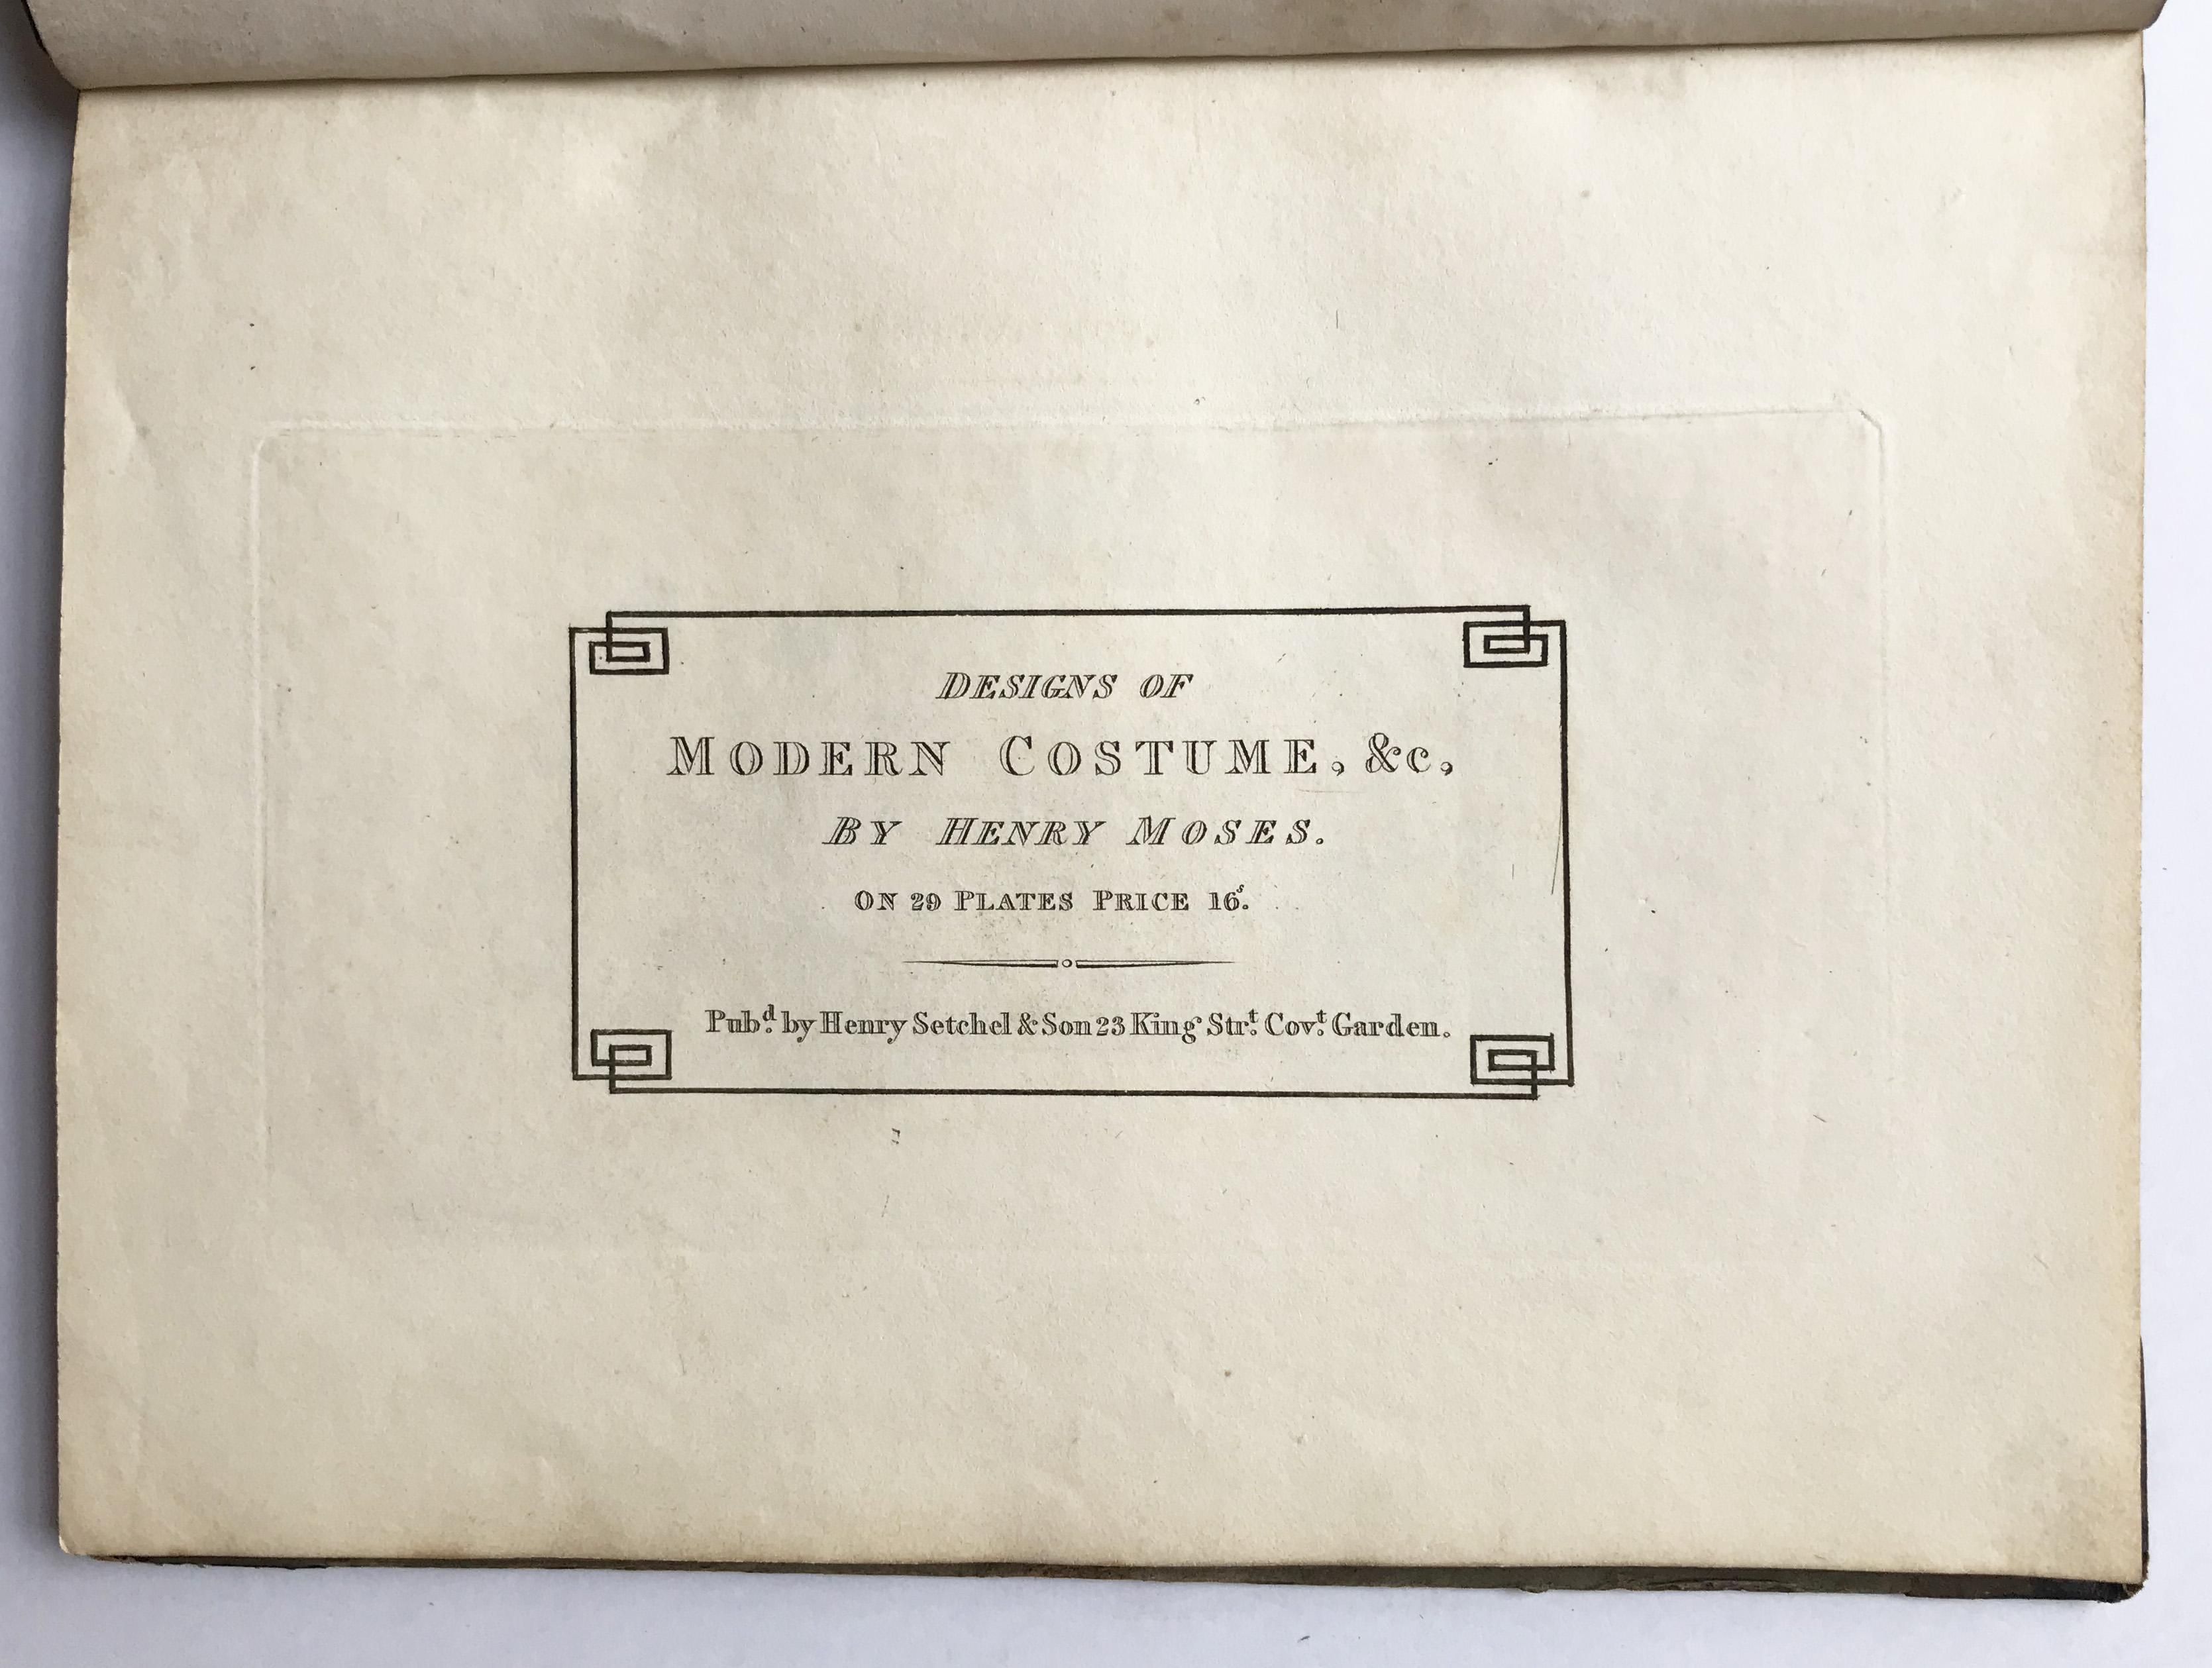 DESIGNS OF
MODERN COSTUME, &c,
BY HENRY MOSES.
ON 29 PLATES PRICE 16s.
Pubd. by Henry Setchel & Son 23 King Strt. Covt. Garden.